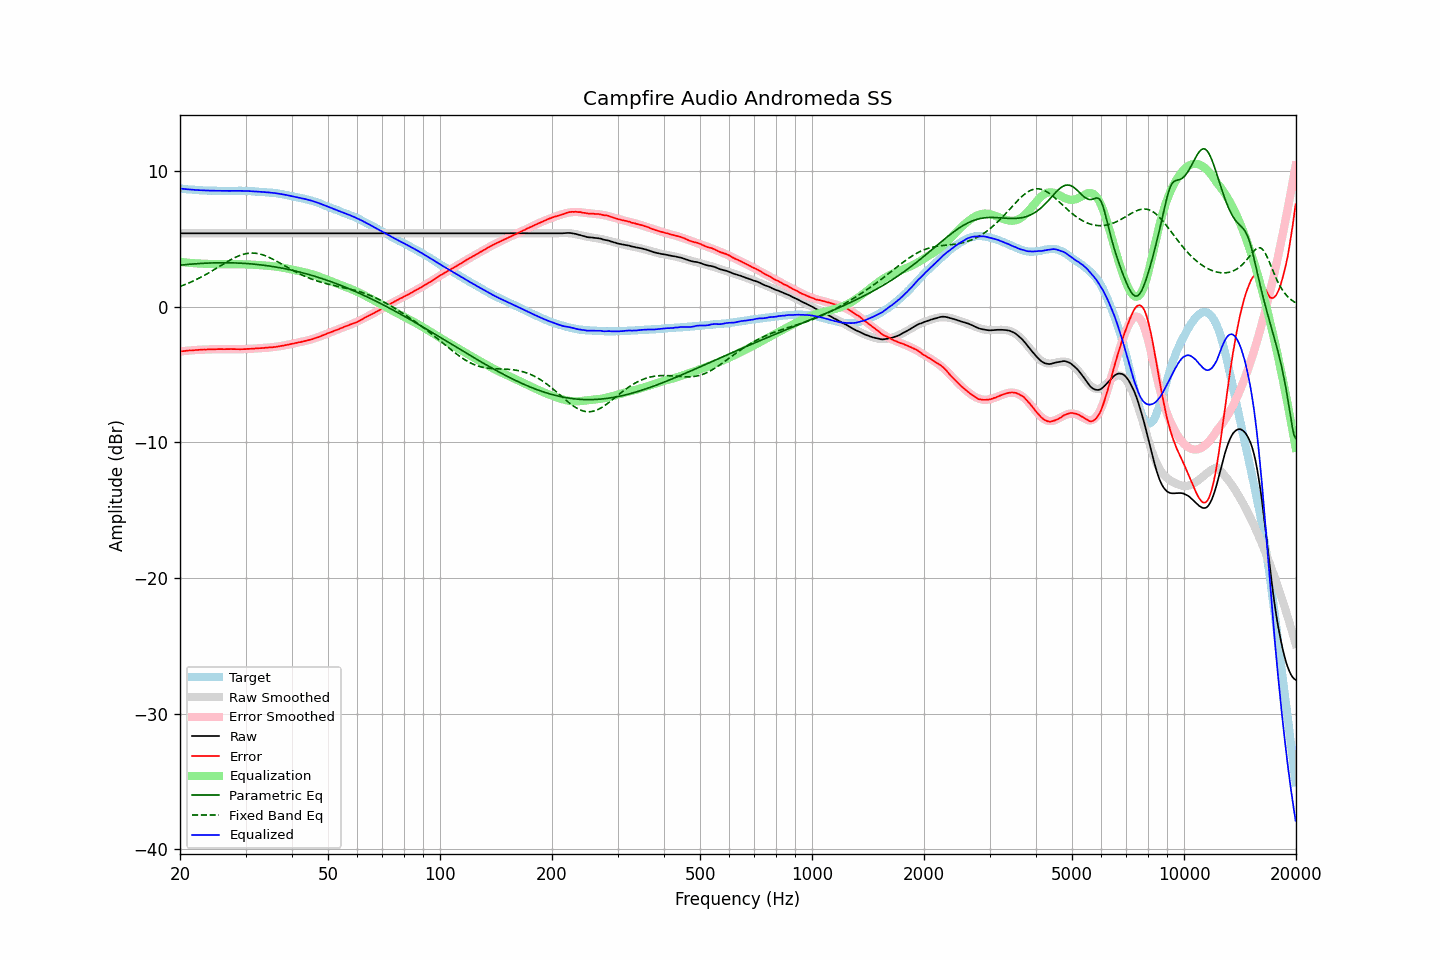 Campfire Audio Andromeda SS
Amplitude (dBr)
10
0
−10
−20
−30
−40
Target
Raw Smoothed
Error Smoothed
Raw
Error
Equalization
Parametric Eq
Fixed Band Eq
Equalized
20 50 100 200 500 1000 2000 5000 10000 20000
Frequency (Hz)